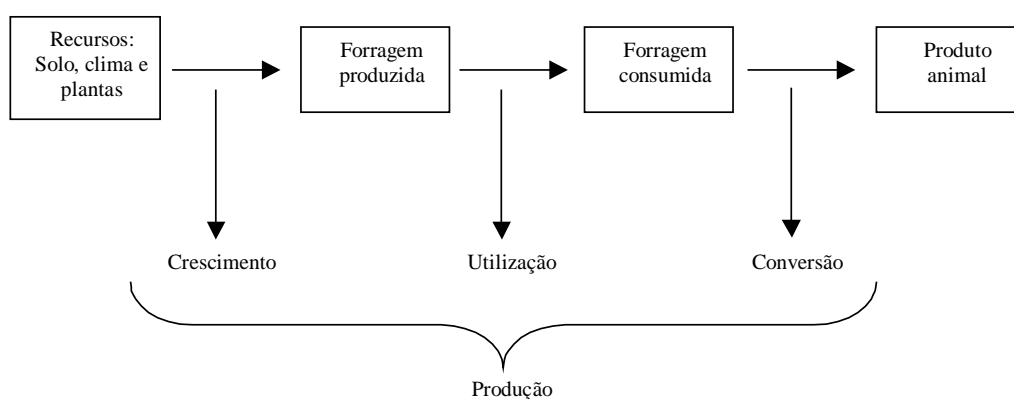 Recursos:
Solo, clima e
plantas
Forragem
produzida
Forragem
consumida
Produto
animal
Crescimento
Utilização
Conversão
Produção